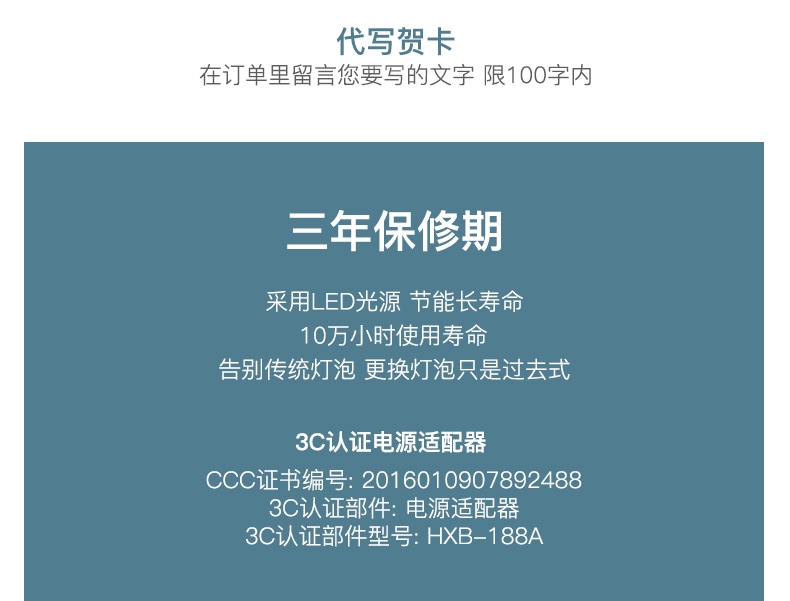 代写贺卡
在订单里留言您要写的文字 限100字内
三年保修期
采用LED光源 节能长寿命
10万小时使用寿命
告别传统灯泡 更换灯泡只是过去式
3C认证电源适配器
CCC证书编号: 2016010907892488
3C认证部件: 电源适配器
3C认证部件型号: HXB-188A